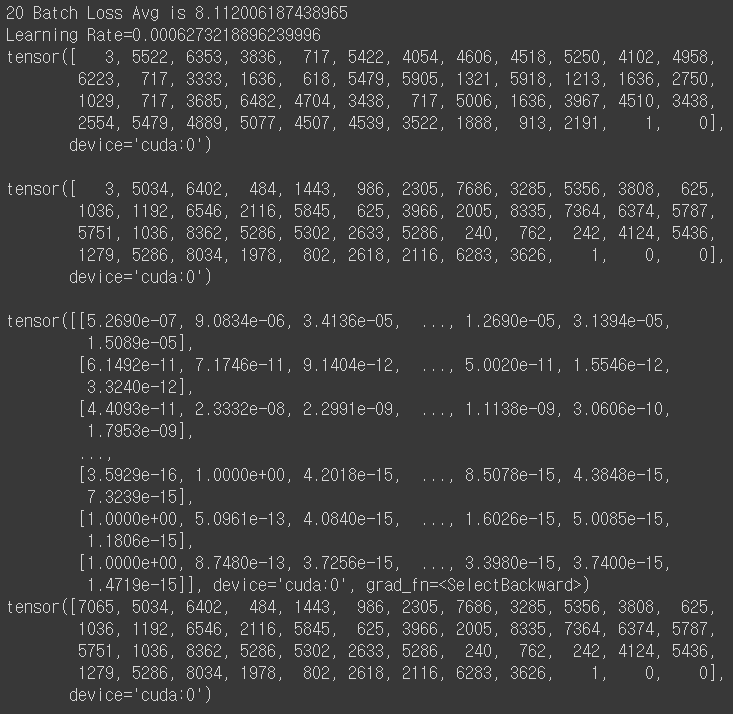 20 Batch Loss Avg is 8.112006187438965
Learning Rate=0.0006273218896239996
tensor([   3, 5522, 6353, 3836,  717, 5422, 4054, 4606, 4518, 5250, 4102, 4958,
6223,  717, 3333, 1636,  618, 5479, 5905, 1321, 5918, 1213, 1636, 2750,
1029,  717, 3685, 6482, 4704, 3438,  717, 5006, 1636, 3967, 4510, 3438,
2554, 5479, 4889, 5077, 4507, 4539, 3522, 1888,  913, 2191,    1,    0],
device='cuda:0')
tensor([   3, 5034, 6402,  484, 1443,  986, 2305, 7686, 3285, 5356, 3808,  625,
1036, 1192, 6546, 2116, 5845,  625, 3966, 2005, 8335, 7364, 6374, 5787,
5751, 1036, 8362, 5286, 5302, 2633, 5286,  240,  762,  242, 4124, 5436,
1279, 5286, 8034, 1978,  802, 2618, 2116, 6283, 3626,    1,    0,    0],
device='cuda:0')
tensor([[5.2690e-07, 9.0834e-06, 3.4136e-05,  ..., 1.2690e-05, 3.1394e-05,
1.5089e-05],
[6.1492e-11, 7.1746e-11, 9.1404e-12,  ..., 5.0020e-11, 1.5546e-12,
3.3240e-12],
[4.4093e-11, 2.3332e-08, 2.2991e-09,  ..., 1.1138e-09, 3.0606e-10,
1.7953e-09],
...,
[3.5929e-16, 1.0000e+00, 4.2018e-15,  ..., 8.5078e-15, 4.3848e-15,
7.3239e-15],
[1.0000e+00, 5.0961e-13, 4.0840e-15,  ..., 1.6026e-15, 5.0085e-15,
1.1806e-15],
[1.0000e+00, 8.7480e-13, 3.7256e-15,  ..., 3.3980e-15, 3.7400e-15,
1.4719e-15]], device='cuda:0', grad_fn=<SelectBackward>)
tensor([7065, 5034, 6402,  484, 1443,  986, 2305, 7686, 3285, 5356, 3808,  625,
1036, 1192, 6546, 2116, 5845,  625, 3966, 2005, 8335, 7364, 6374, 5787,
5751, 1036, 8362, 5286, 5302, 2633, 5286,  240,  762,  242, 4124, 5436,
1279, 5286, 8034, 1978,  802, 2618, 2116, 6283, 3626,    1,    0,    0],
device='cuda:0')